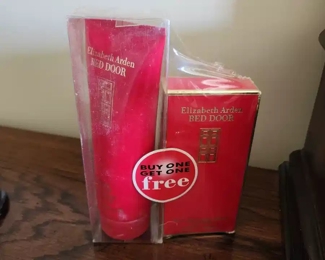 Elizabeth Arden
RED DOOR
Elizabeth Arden
RED DOOR
BUY ONE
GET ONE
free